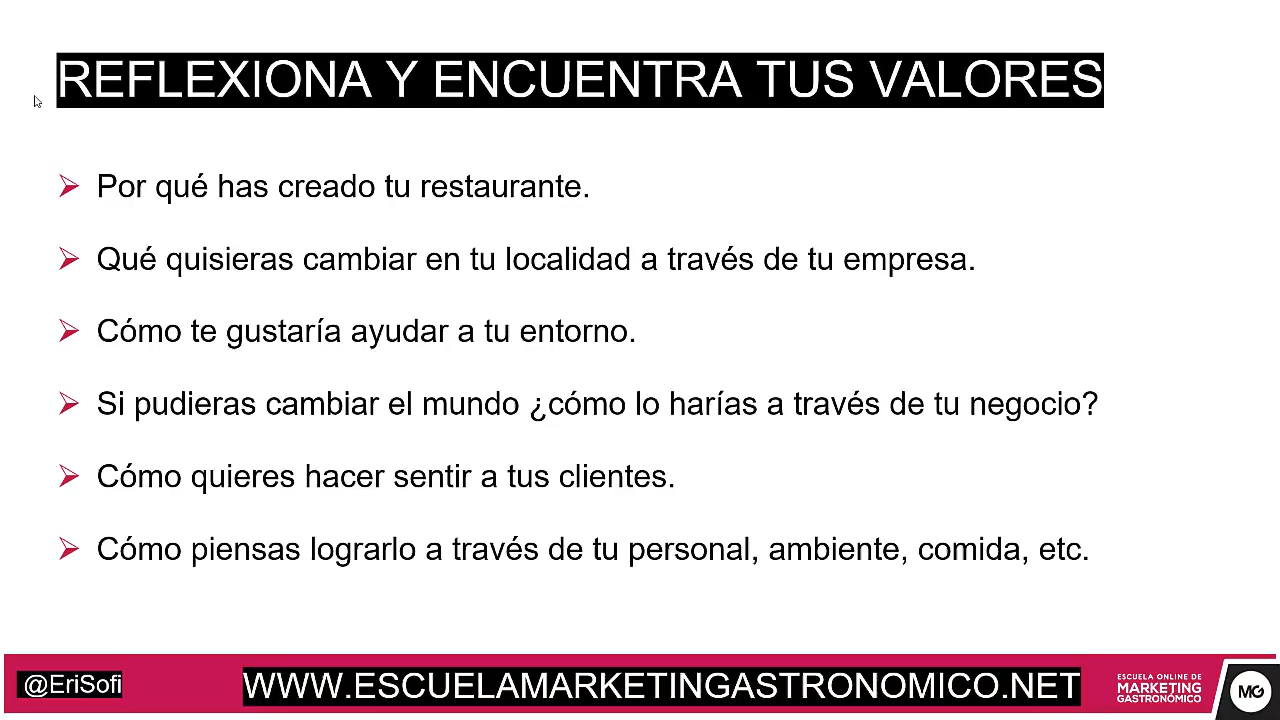 REFLEXIONA Y ENCUENTRA TUS VALORES
Por qué has creado tu restaurante.
Qué quisieras cambiar en tu localidad a través de tu empresa.
Cómo te gustaría ayudar a tu entorno.
Si pudieras cambiar el mundo ¿cómo lo harías a través de tu negocio?
Cómo quieres hacer sentir a tus clientes.
Cómo piensas lograrlo a través de tu personal, ambiente, comida, etc.
@EriSofi
WWW.ESCUELAMARKETINGASTRONOMICO.NET
ESCUELA ONLINE DE
MARKETING
GASTRONÓMICO
MG